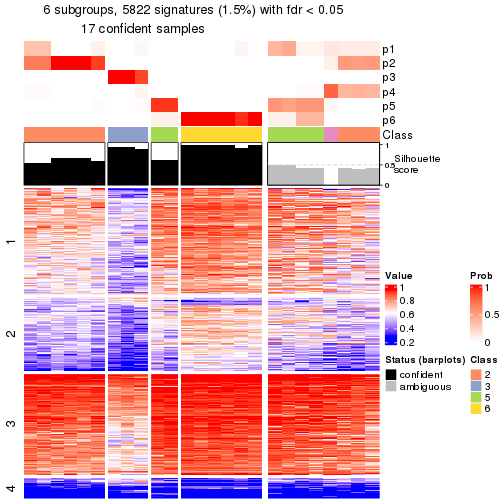 6 subgroups, 5822 signatures (1.5%) with fdr < 0.05
17 confident samples
p1
p2
p3
p4
p5
p6
Class
1
0.5
0
Silhouette
score
1
2
3
4
Value
1
0.8
0.6
0.4
0.2
Prob
1
0.5
0
Status (barplots)
confident
ambiguous
Class
2
3
5
6